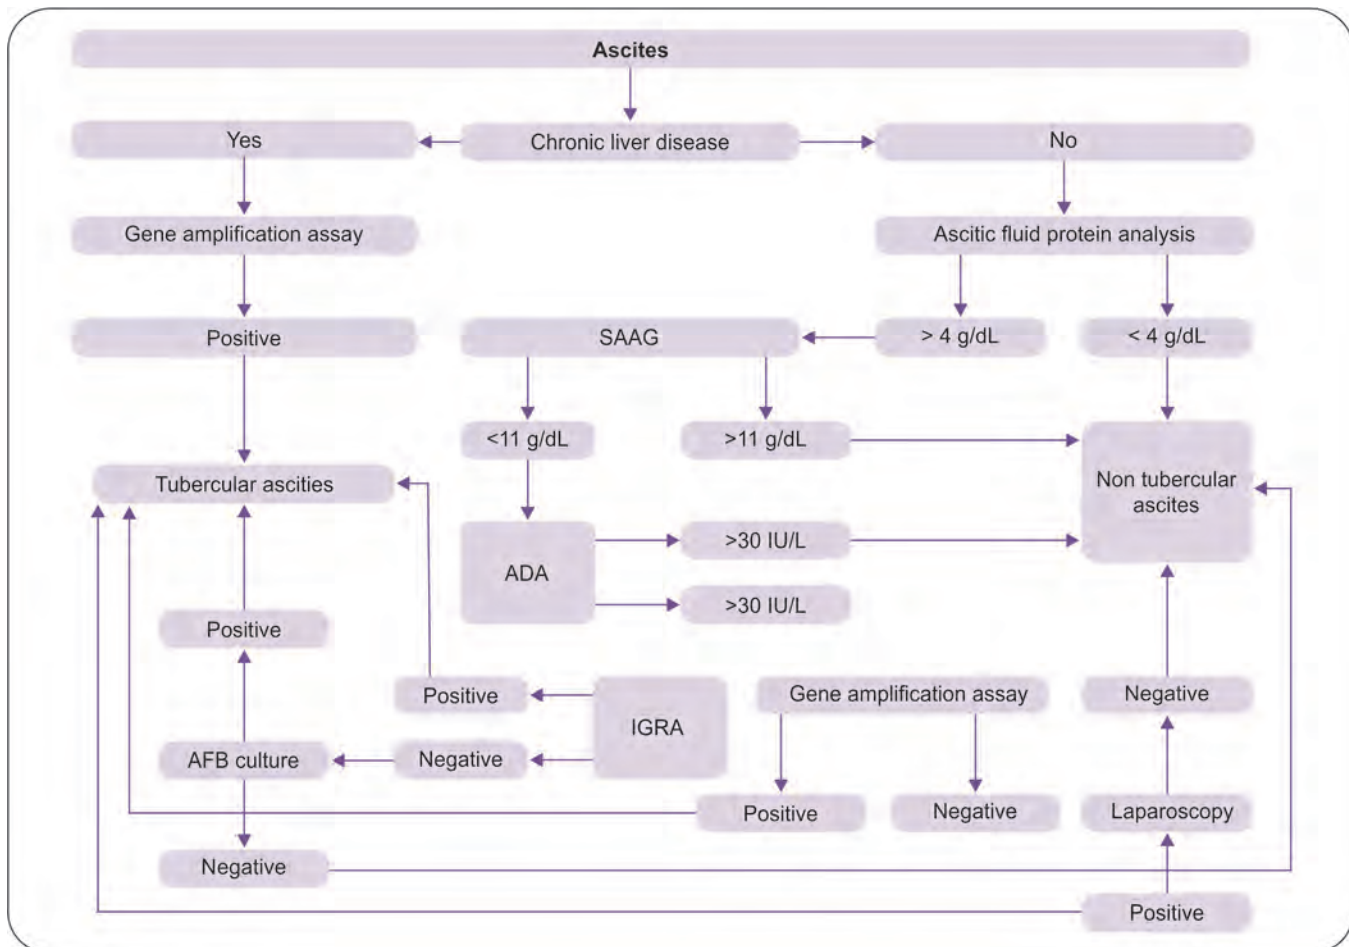 Ascites
Yes
Chronic liver disease
No
Gene amplification assay
Ascitic fluid protein analysis
Positive
SAAG
> 4 g/dL
< 4 g/dL
<11 g/dL
>11 g/dL
Non tubercular
ascites
Tubercular ascities
ADA
>30 IU/L
>30 IU/L
Positive
Positive
IGRA
Gene amplification assay
Negative
AFB culture
Negative
Positive
Negative
Laparoscopy
Negative
Positive